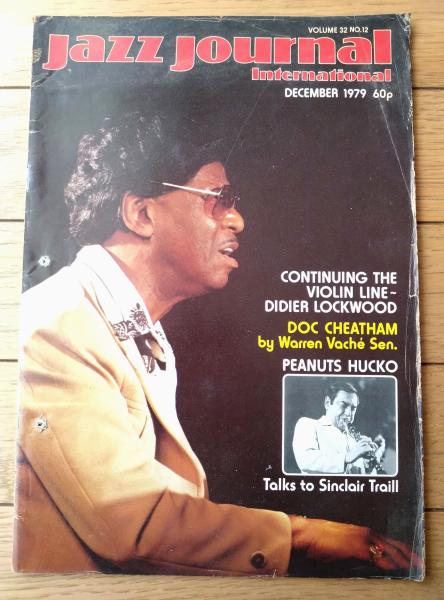 VOLUME 32 NO.12
Jazz Journal
International
DECEMBER 1979 60p
CONTINUING THE
VIOLIN LINE~
DIDIER LOCKWOOD
DOC CHEATHAM
by Warren Vaché Sen.
PEANUTS HUCKO
Talks to Sinclair Traill